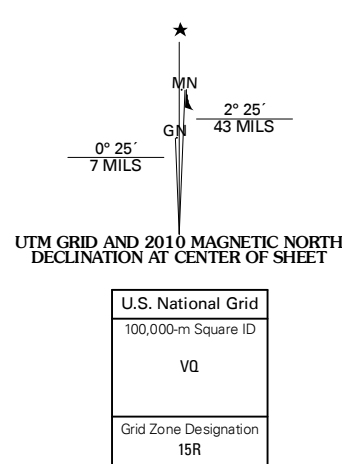 ★
MN
2° 25´
43 MILS
GN
0° 25´
7 MILS
UTM GRID AND 2010 MAGNETIC NORTH
DECLINATION AT CENTER OF SHEET
U.S. National Grid
100,000-m Square ID
VQ
Grid Zone Designation
15R